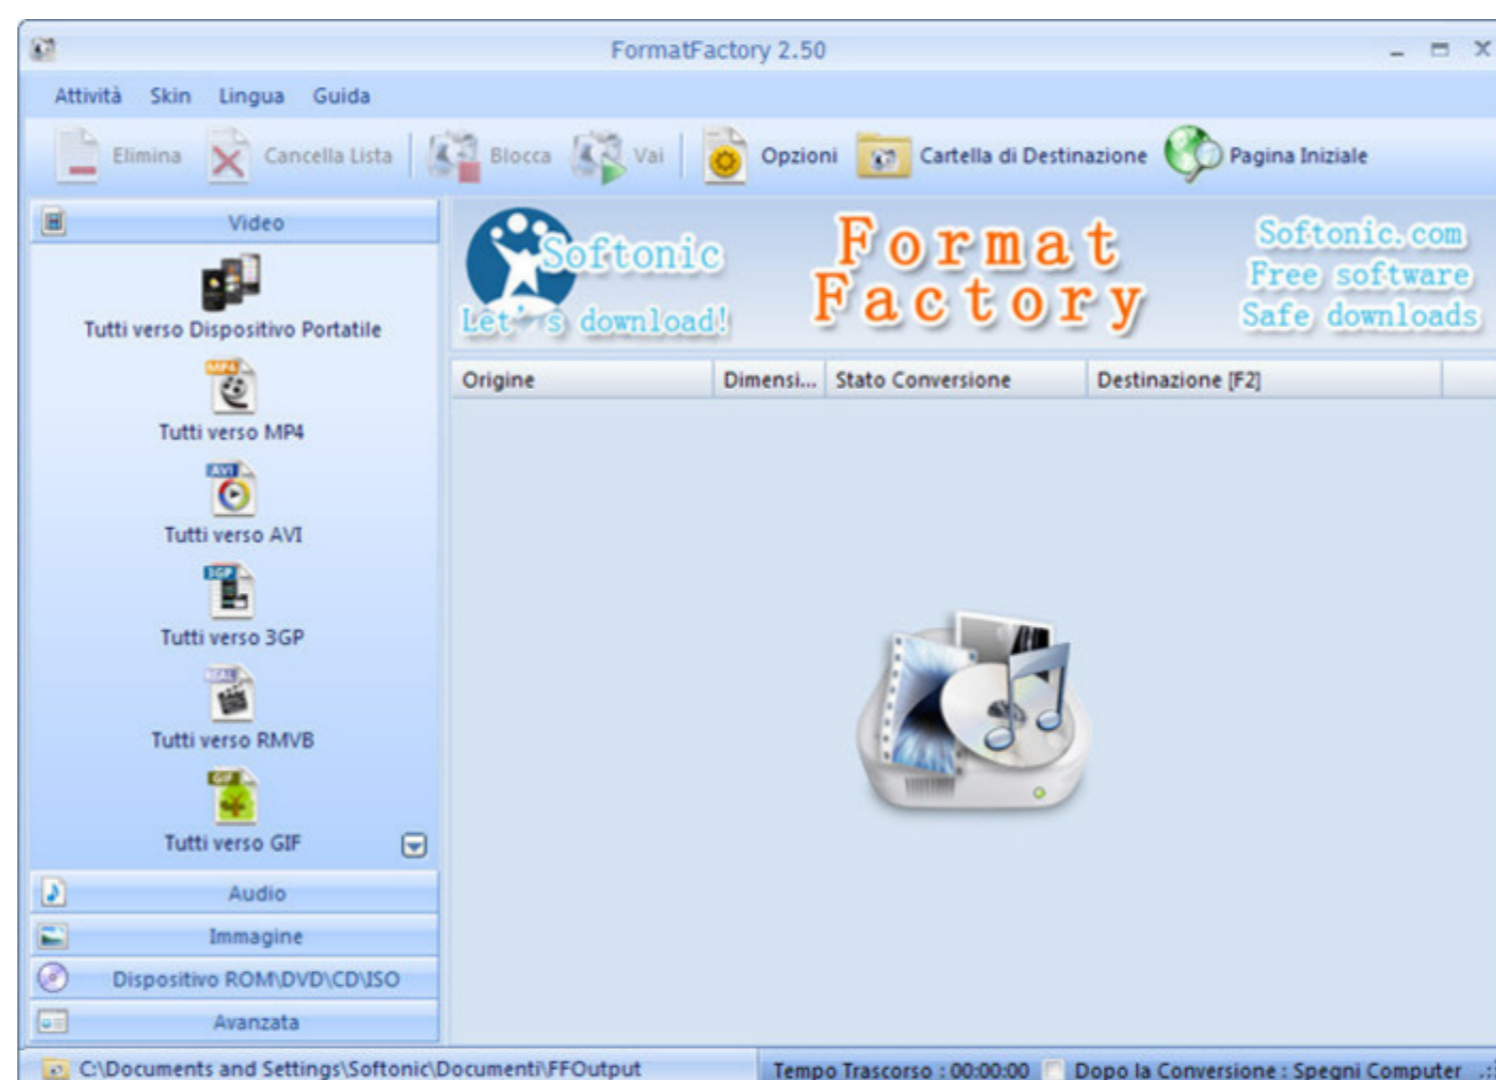 FormatFactory 2.50
Attività Skin Lingua Guida
Elimina Cancella Lista Blocca Vai Opzioni Cartella di Destinazione Pagina Iniziale
Video
Tutti verso Dispositivo Portatile
MP4
Tutti verso MP4
AVI
Tutti verso AVI
3GP
Tutti verso 3GP
REAL
Tutti verso RMVB
GIF
Tutti verso GIF
Audio
Immagine
Dispositivo ROM\DVD\CD\ISO
Avanzata
Softonic
Let's download!
Format
Factory
Softonic.com
Free software
Safe downloads
Origine Dimensi... Stato Conversione Destinazione [F2]
C:\Documents and Settings\Softonic\Documenti\FFOutput
Tempo Trascorso : 00:00:00 Dopo la Conversione : Spegni Computer